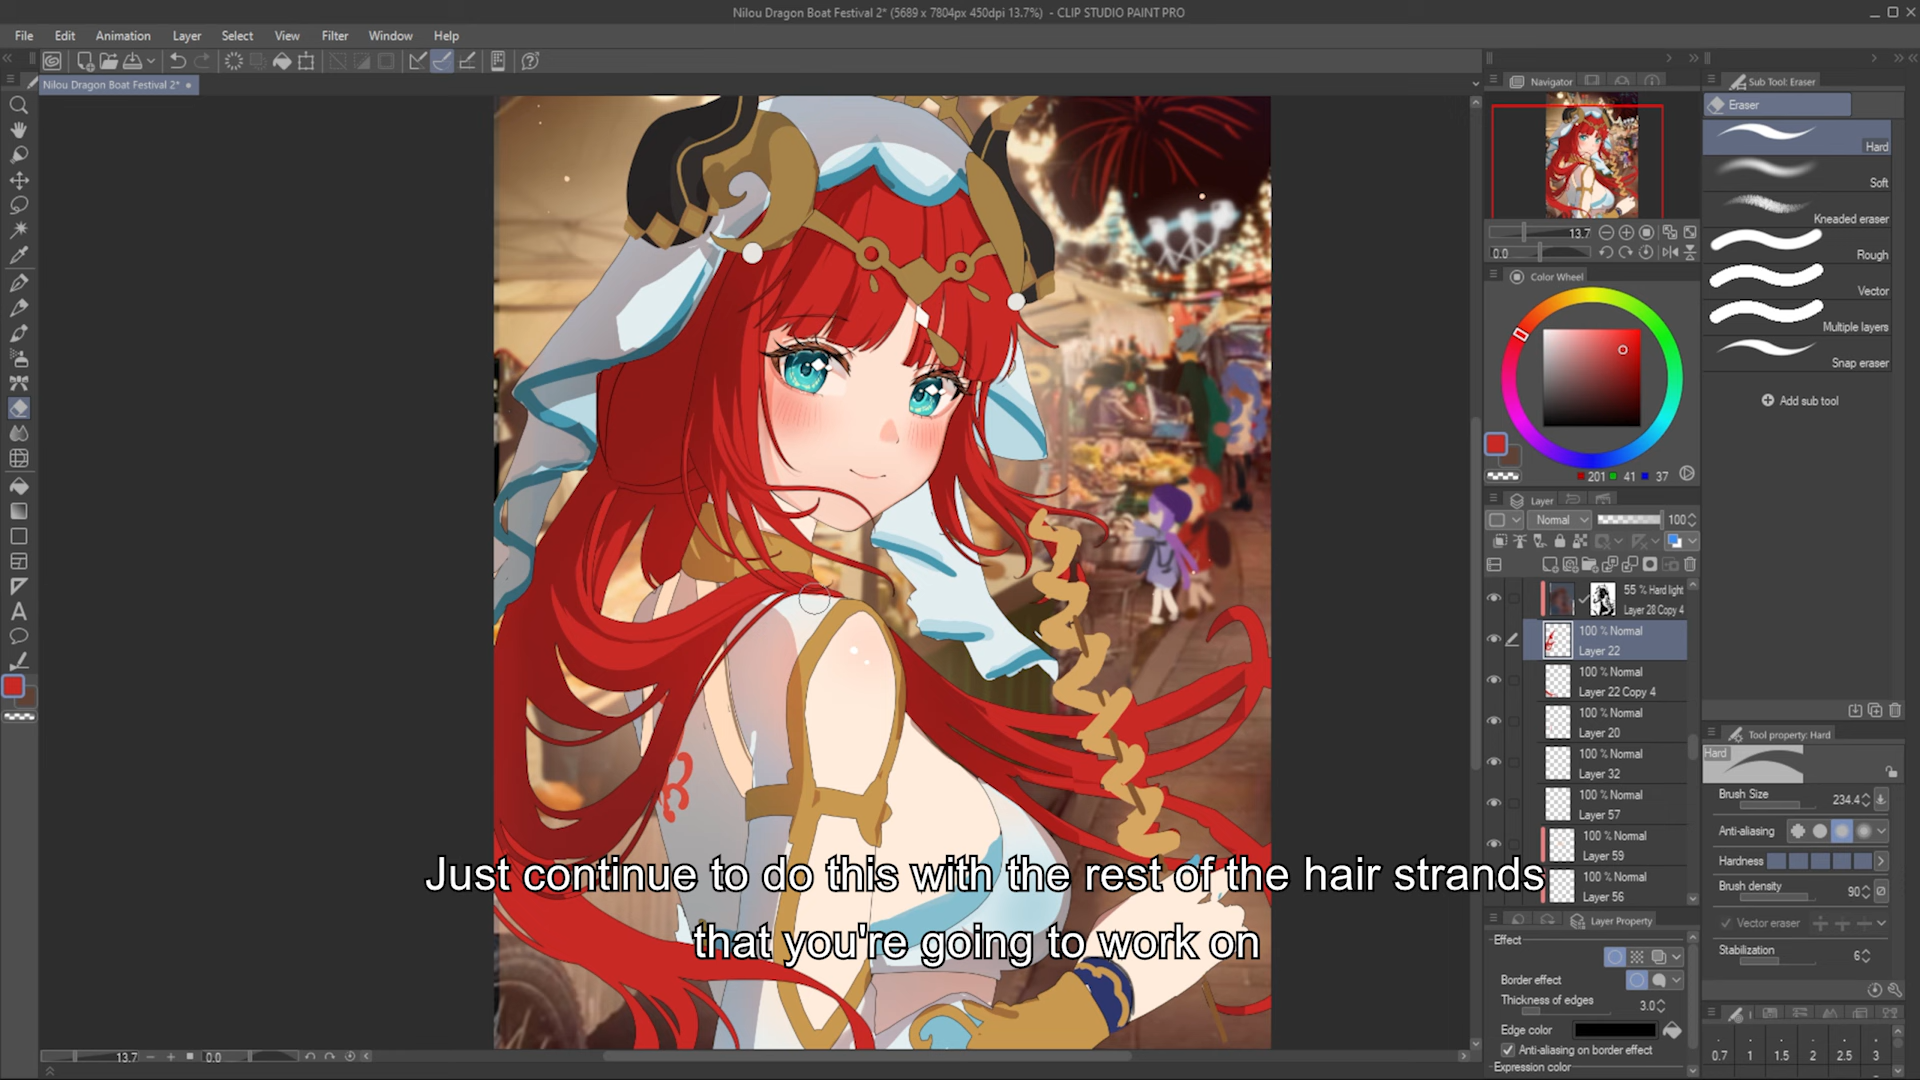 Nilou Dragon Boat Festival 2* (5689 x 7804px 450dpi 13.7%) - CLIP STUDIO PAINT PRO
File Edit Animation Layer Select View Filter Window Help
Nilou Dragon Boat Festival 2*
Navigator
Sub Tool: Eraser
Eraser
Hard
Soft
Kneaded eraser
Rough
Vector
Multiple layers
Snap eraser
Add sub tool
13.7
0.0
Color Wheel
201 41 37
Layer
Normal 100
55 % Hard light
Layer 28 Copy 4
100 % Normal
Layer 22
100 % Normal
Layer 22 Copy 4
100 % Normal
Layer 20
100 % Normal
Layer 32
100 % Normal
Layer 57
100 % Normal
Layer 59
100 % Normal
Layer 56
Tool property: Hard
Hard
Brush Size 234.4
Anti-aliasing
Hardness
Brush density 90
Vector eraser
Stabilization 6
Layer Property
Effect
Border effect
Thickness of edges 3.0
Edge color
Anti-aliasing on border effect
Expression color
0.7 1 1.5 2 2.5 3
Just continue to do this with the rest of the hair strands
that you're going to work on
13.7 0.0